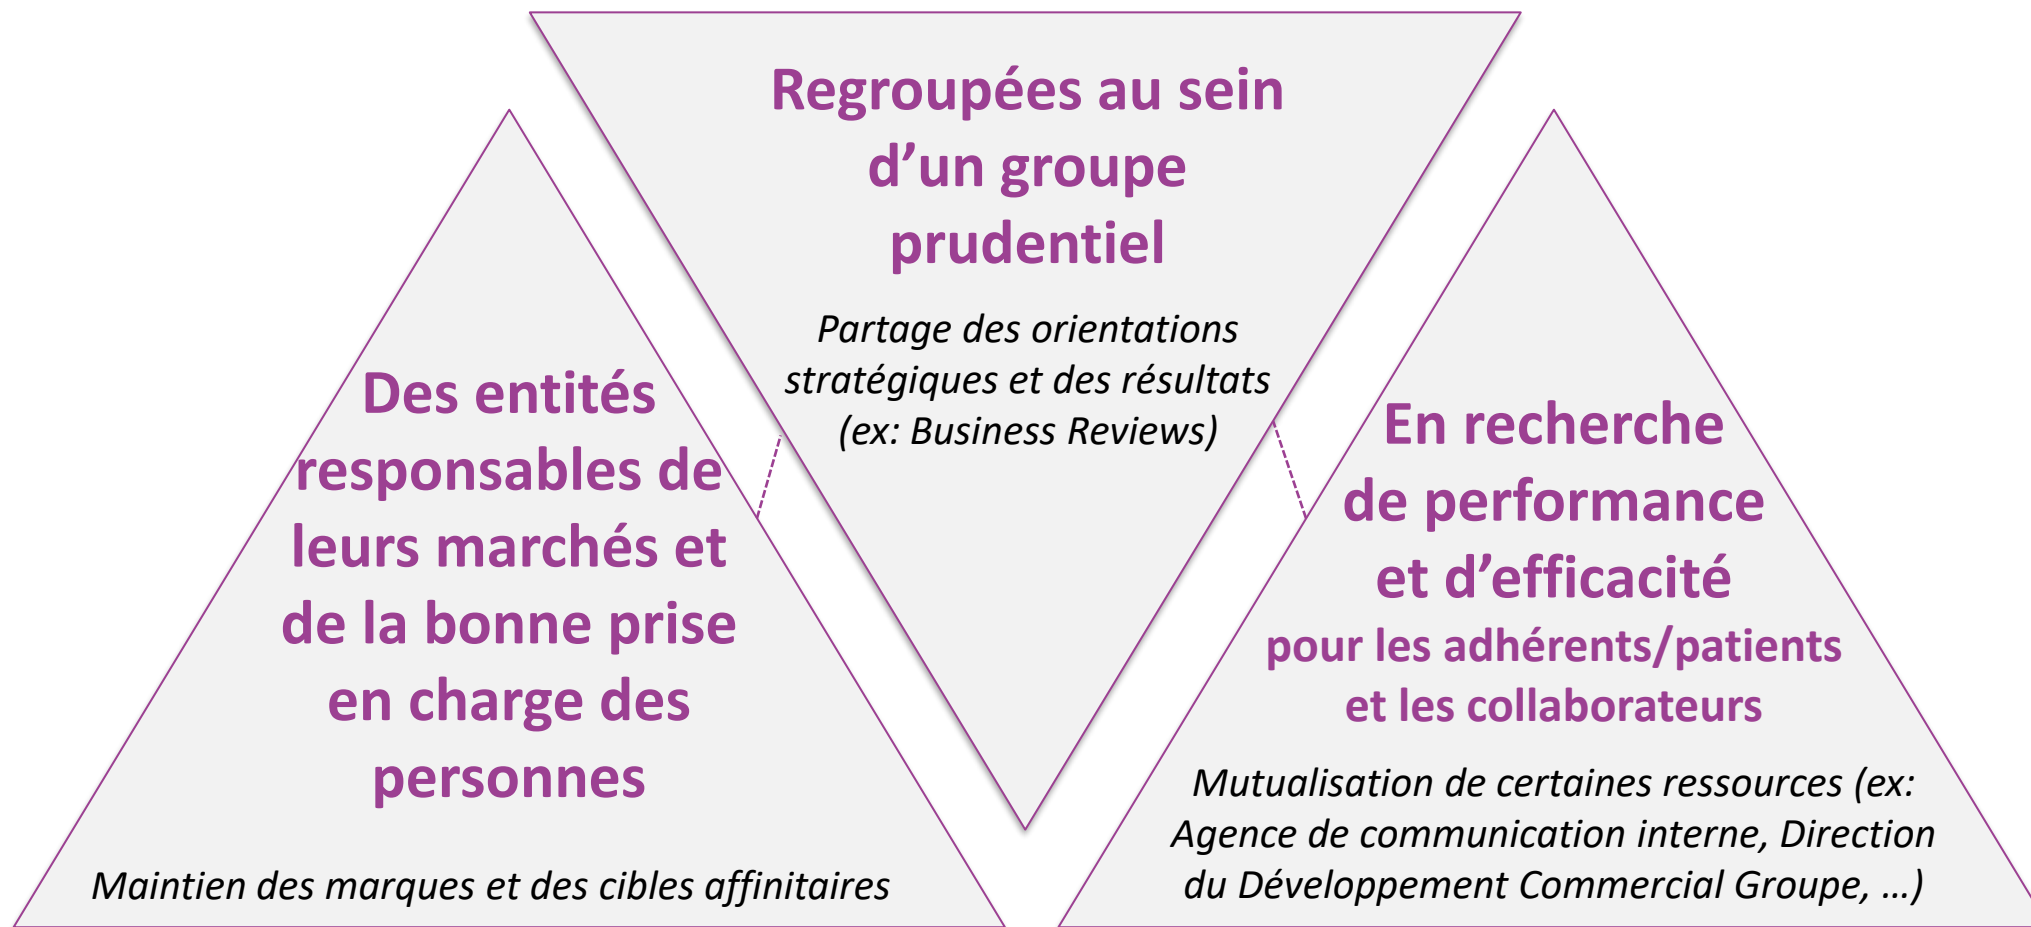 Des entités
responsables de
leurs marchés et
de la bonne prise
en charge des
personnes
Maintien des marques et des cibles affinitaires
Regroupées au sein
d’un groupe
prudentiel
Partage des orientations
stratégiques et des résultats
(ex: Business Reviews)
En recherche
de performance
et d’efficacité
pour les adhérents/patients
et les collaborateurs
Mutualisation de certaines ressources (ex:
Agence de communication interne, Direction
du Développement Commercial Groupe, …)